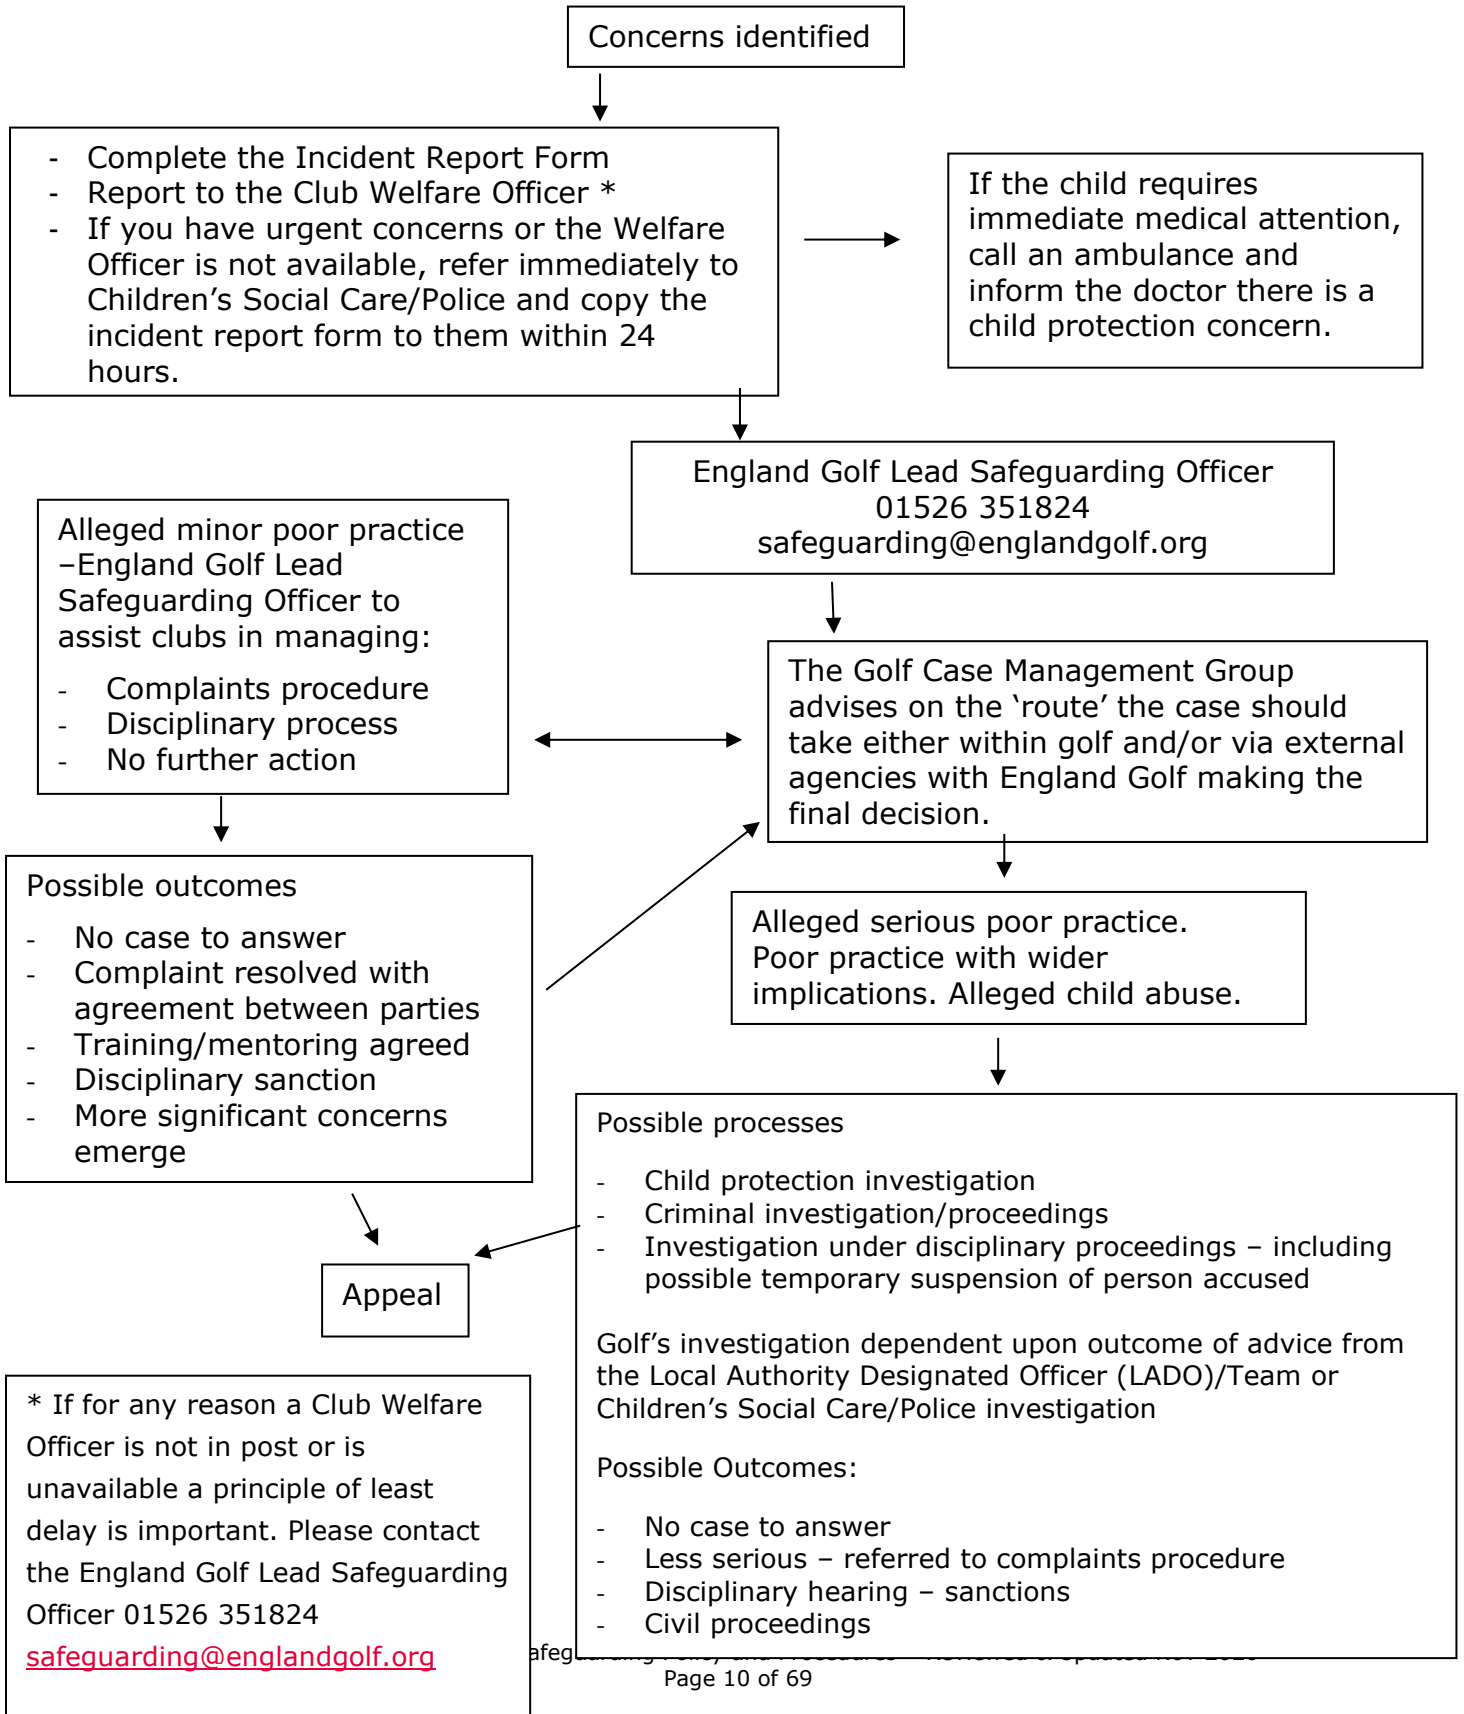 Concerns identified
- Complete the Incident Report Form
- Report to the Club Welfare Officer *
- If you have urgent concerns or the Welfare
Officer is not available, refer immediately to
Children’s Social Care/Police and copy the
incident report form to them within 24
hours.
If the child requires
immediate medical attention,
call an ambulance and
inform the doctor there is a
child protection concern.
England Golf Lead Safeguarding Officer
01526 351824
safeguarding@englandgolf.org
Alleged minor poor practice
–England Golf Lead
Safeguarding Officer to
assist clubs in managing:
- Complaints procedure
- Disciplinary process
- No further action
The Golf Case Management Group
advises on the ‘route’ the case should
take either within golf and/or via external
agencies with England Golf making the
final decision.
Possible outcomes
- No case to answer
- Complaint resolved with
agreement between parties
- Training/mentoring agreed
- Disciplinary sanction
- More significant concerns
emerge
Alleged serious poor practice.
Poor practice with wider
implications. Alleged child abuse.
Possible processes
- Child protection investigation
- Criminal investigation/proceedings
- Investigation under disciplinary proceedings – including
possible temporary suspension of person accused
Golf’s investigation dependent upon outcome of advice from
the Local Authority Designated Officer (LADO)/Team or
Children’s Social Care/Police investigation
Possible Outcomes:
- No case to answer
- Less serious – referred to complaints procedure
- Disciplinary hearing – sanctions
- Civil proceedings
Appeal
* If for any reason a Club Welfare
Officer is not in post or is
unavailable a principle of least
delay is important. Please contact
the England Golf Lead Safeguarding
Officer 01526 351824
safeguarding@englandgolf.org
Page 10 of 69